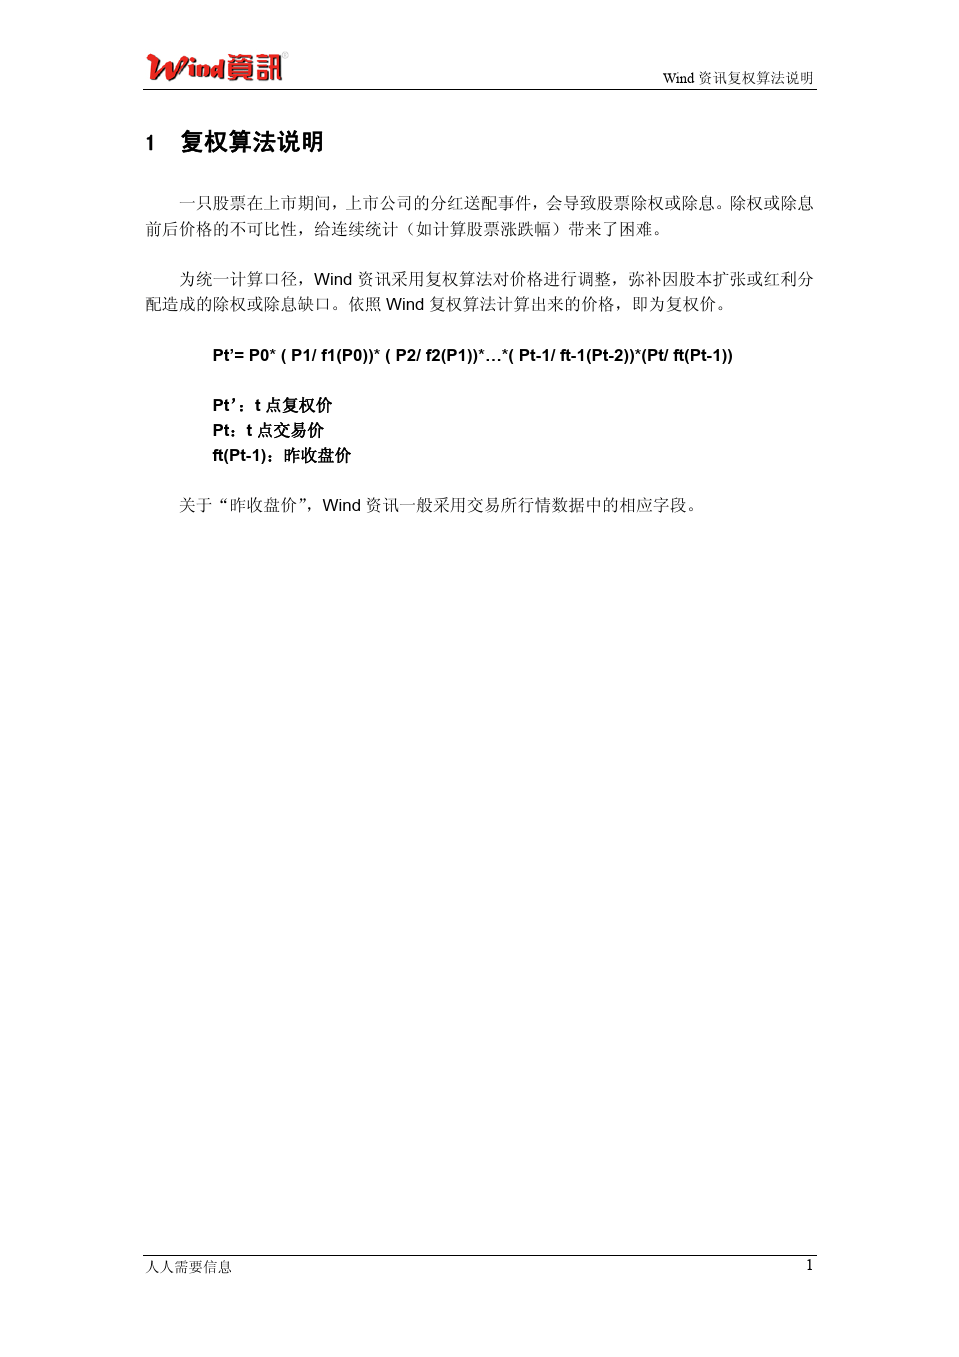 Wind資訊®
Wind 资讯复权算法说明
1 复权算法说明
一只股票在上市期间，上市公司的分红送配事件，会导致股票除权或除息。除权或除息
前后价格的不可比性，给连续统计（如计算股票涨跌幅）带来了困难。
为统一计算口径，Wind 资讯采用复权算法对价格进行调整，弥补因股本扩张或红利分
配造成的除权或除息缺口。依照 Wind 复权算法计算出来的价格，即为复权价。
Pt’= P0* ( P1/ f1(P0))* ( P2/ f2(P1))*…*( Pt-1/ ft-1(Pt-2))*(Pt/ ft(Pt-1))
Pt’：t 点复权价
Pt：t 点交易价
ft(Pt-1)：昨收盘价
关于“昨收盘价”，Wind 资讯一般采用交易所行情数据中的相应字段。
人人需要信息
1